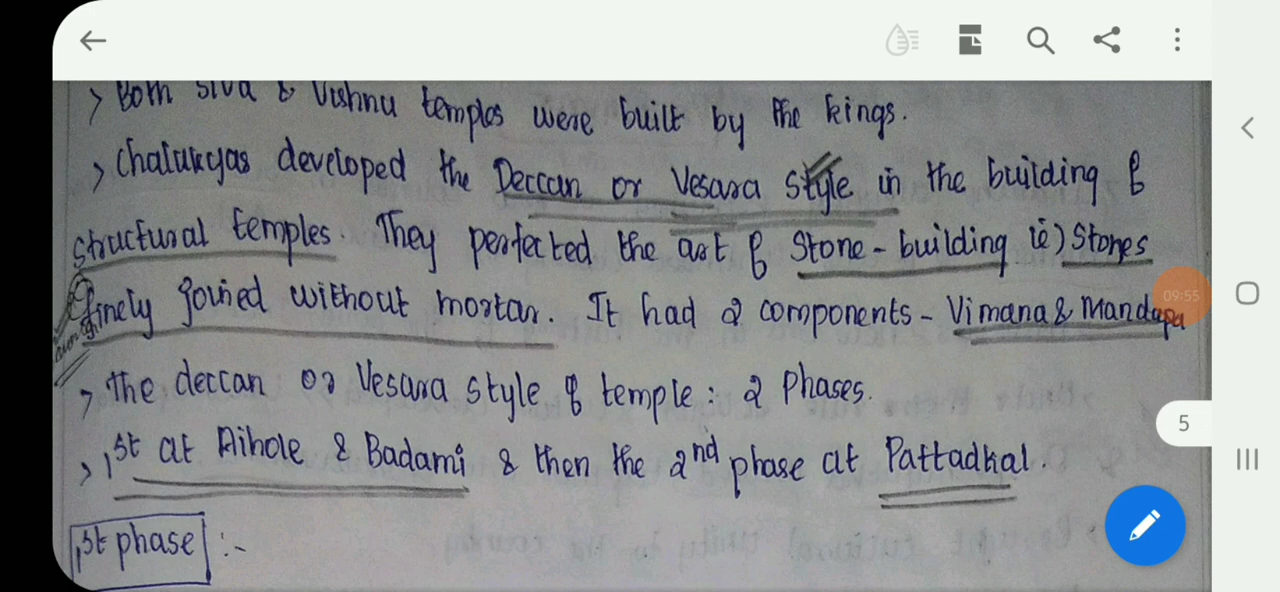 > Both Siva & Vishnu temples were built by the kings.
> Chalukyas developed the Deccan or Vesara style in the building of
structural temples. They perfected the art of Stone-building ie) Stones
finely joined without mortar. It had 2 components - Vimana & Mandapa
09:55
> The deccan or Vesara style of temple: 2 Phases.
5
> 1st at Aihole & Badami & then the 2nd phase at Pattadkal.
1st phase :-